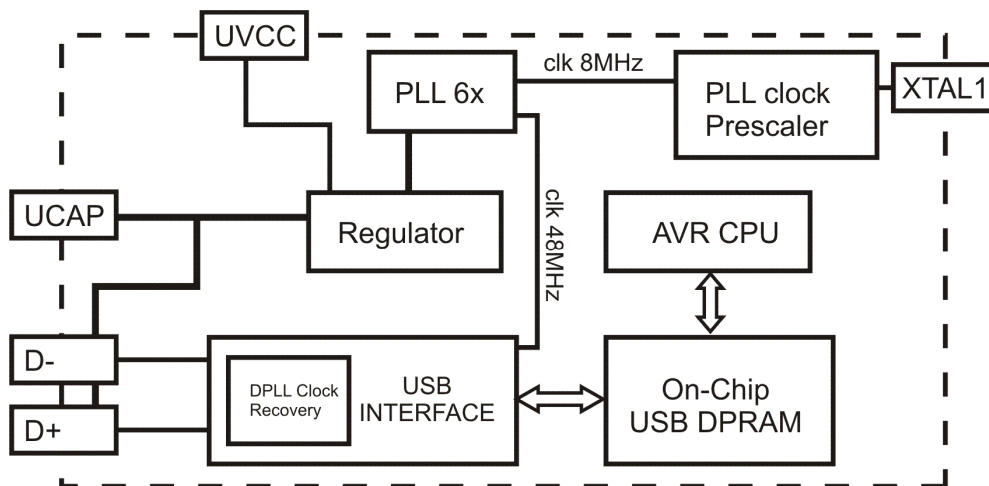 UVCC
PLL 6x
clk 8MHz
PLL clock
Prescaler
XTAL1
UCAP
Regulator
clk 48MHz
AVR CPU
D-
D+
DPLL Clock
Recovery
USB
INTERFACE
On-Chip
USB DPRAM